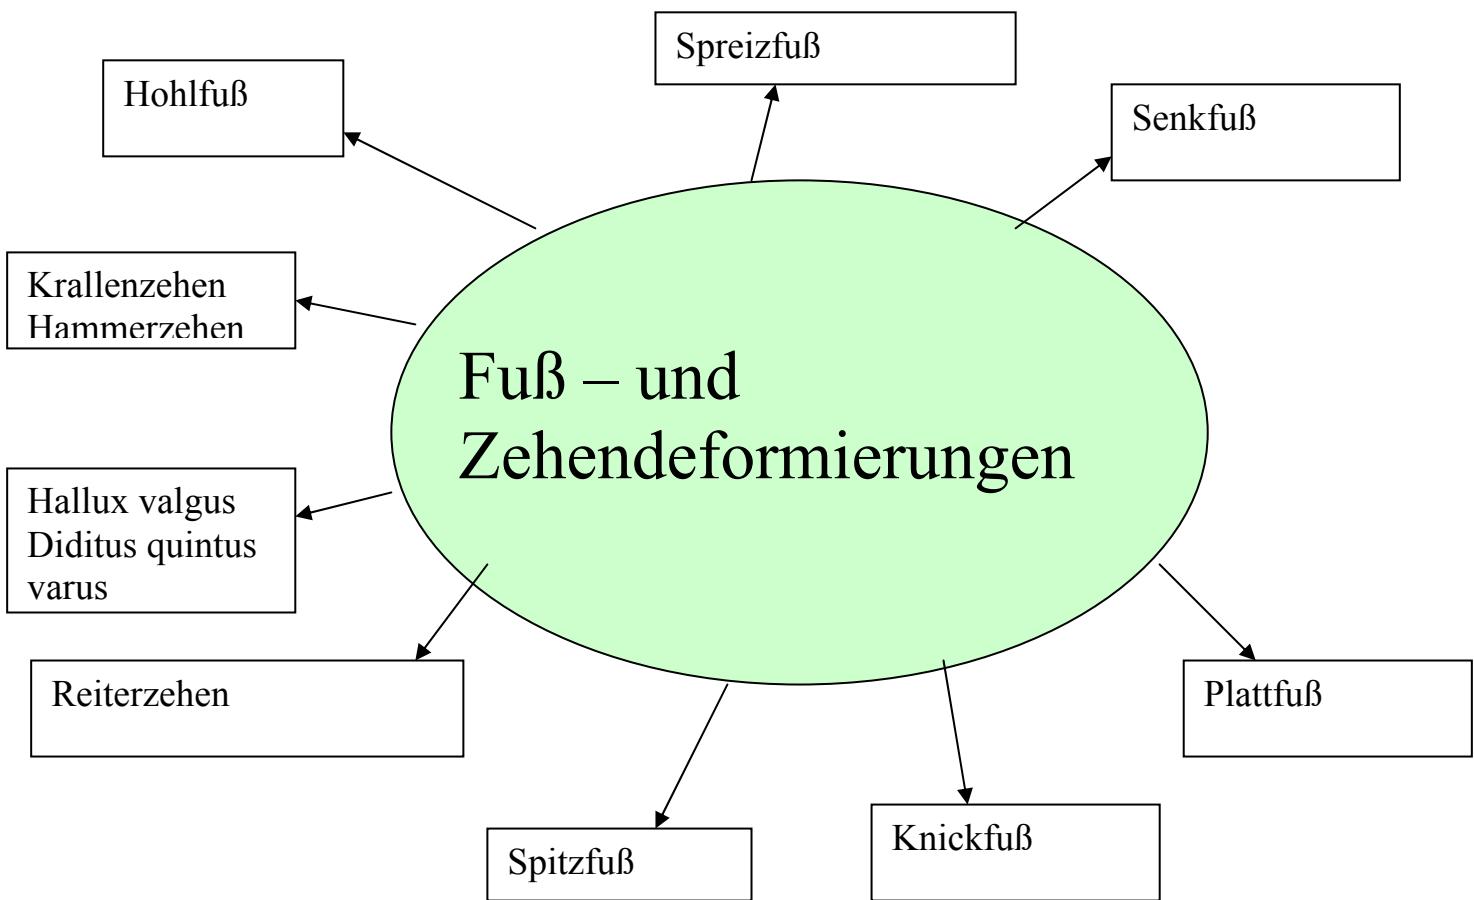 Spreizfuß
Hohlfuß
Senkfuß
Krallenzehen
Hammerzehen
Fuß – und
Zehendeformierungen
Hallux valgus
Diditus quintus
varus
Reiterzehen
Plattfuß
Spitzfuß
Knickfuß